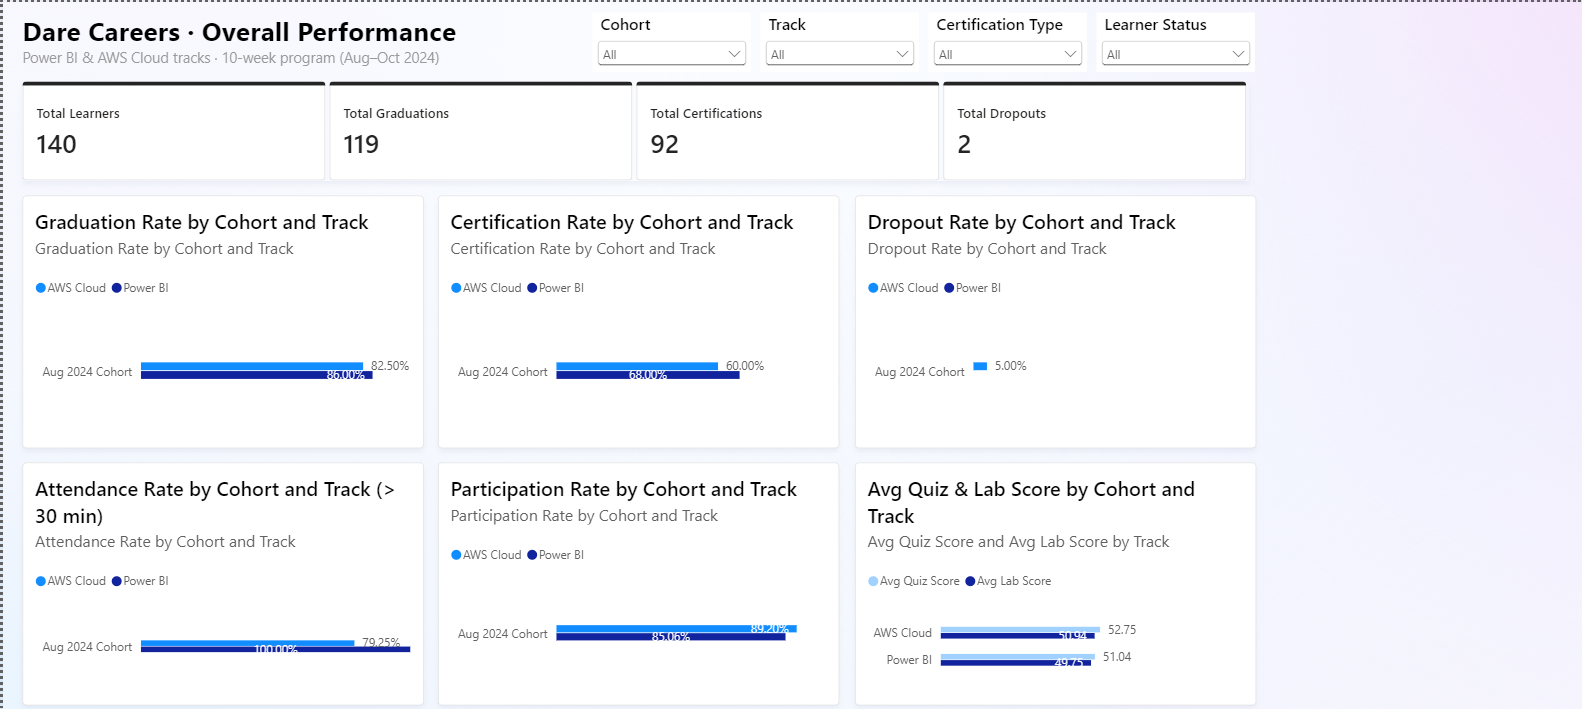 Dare Careers · Overall Performance
Power BI & AWS Cloud tracks · 10-week program (Aug–Oct 2024)
Cohort
All
Track
All
Certification Type
All
Learner Status
All
Total Learners
140
Total Graduations
119
Total Certifications
92
Total Dropouts
2
Graduation Rate by Cohort and Track
Graduation Rate by Cohort and Track
AWS Cloud Power BI
Aug 2024 Cohort
82.50%
86.00%
Certification Rate by Cohort and Track
Certification Rate by Cohort and Track
AWS Cloud Power BI
Aug 2024 Cohort
60.00%
68.00%
Dropout Rate by Cohort and Track
Dropout Rate by Cohort and Track
AWS Cloud Power BI
Aug 2024 Cohort
5.00%
Attendance Rate by Cohort and Track (>
30 min)
Attendance Rate by Cohort and Track
AWS Cloud Power BI
Aug 2024 Cohort
79.25%
100.00%
Participation Rate by Cohort and Track
Participation Rate by Cohort and Track
AWS Cloud Power BI
Aug 2024 Cohort
89.20%
85.06%
Avg Quiz & Lab Score by Cohort and
Track
Avg Quiz Score and Avg Lab Score by Track
Avg Quiz Score Avg Lab Score
AWS Cloud
52.75
50.94
Power BI
51.04
49.75